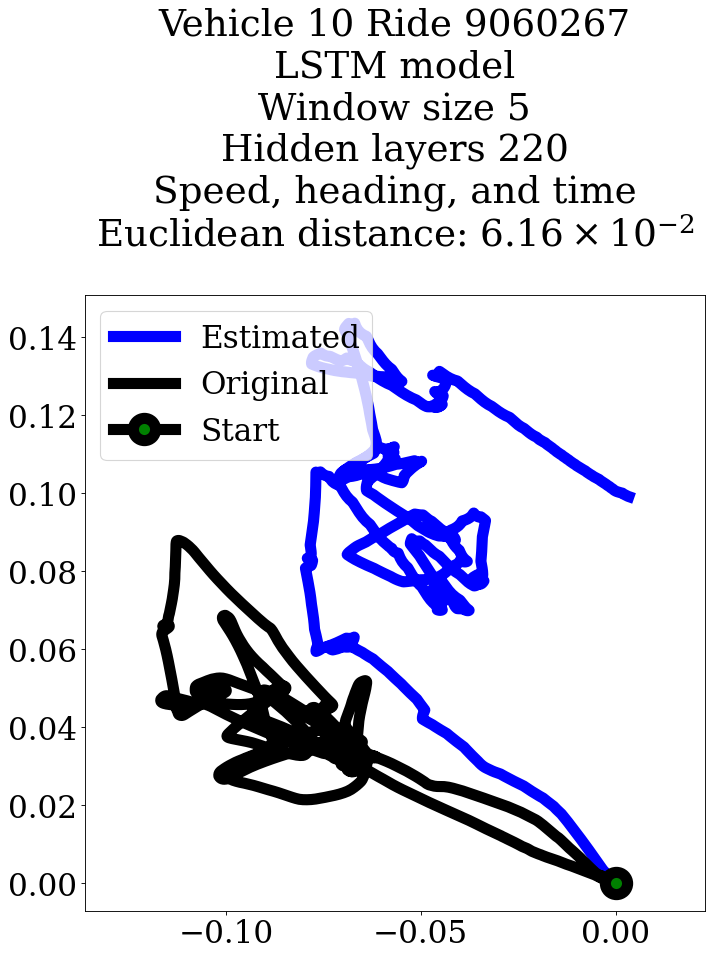 Vehicle 10 Ride 9060267
LSTM model
Window size 5
Hidden layers 220
Speed, heading, and time
Euclidean distance: 6.16 × 10⁻²
Estimated
Original
Start
0.14
0.12
0.10
0.08
0.06
0.04
0.02
0.00
−0.10 −0.05 0.00